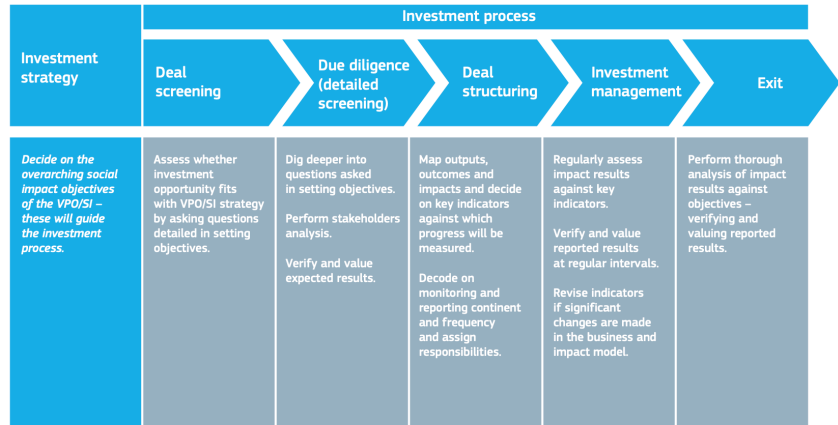 Investment process
Investment
strategy
Deal
screening
Due diligence
(detailed
screening)
Deal
structuring
Investment
management
Exit
Decide on the
overarching social
impact objectives
of the VPO/SI –
these will guide
the investment
process.
Assess whether
investment
opportunity fits
with VPO/SI strategy
by asking questions
detailed in setting
objectives.
Dig deeper into
questions asked
in setting objectives.
Perform stakeholders
analysis.
Verify and value
expected results.
Map outputs,
outcomes and
impacts and decide
on key indicators
against which
progress will be
measured.
Decode on
monitoring and
reporting continent
and frequency
and assign
responsibilities.
Regularly assess
impact results
against key
indicators.
Verify and value
reported results
at regular intervals.
Revise indicators
if significant
changes are made
in the business and
impact model.
Perform thorough
analysis of impact
results against
objectives –
verifying and
valuing reported
results.